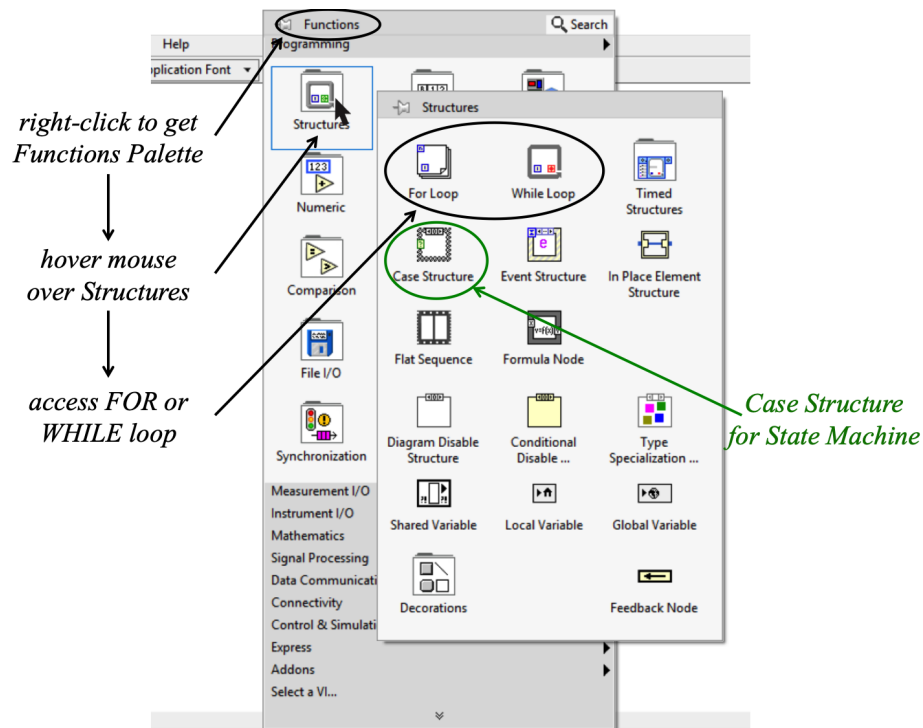 Functions
Search
Help
Programming
pplication Font
Structures
Structures
right-click to get
Functions Palette
For Loop
While Loop
Timed
Structures
123
Numeric
hover mouse
over Structures
Case Structure
Event Structure
In Place Element
Structure
Comparison
Flat Sequence
Formula Node
File I/O
access FOR or
WHILE loop
Case Structure
for State Machine
Diagram Disable
Structure
Conditional
Disable ...
Type
Specialization ...
Synchronization
Measurement I/O
Instrument I/O
Mathematics
Signal Processing
Data Communicati
Connectivity
Control & Simulati
Express
Addons
Select a VI...
Shared Variable
Local Variable
Global Variable
Decorations
Feedback Node